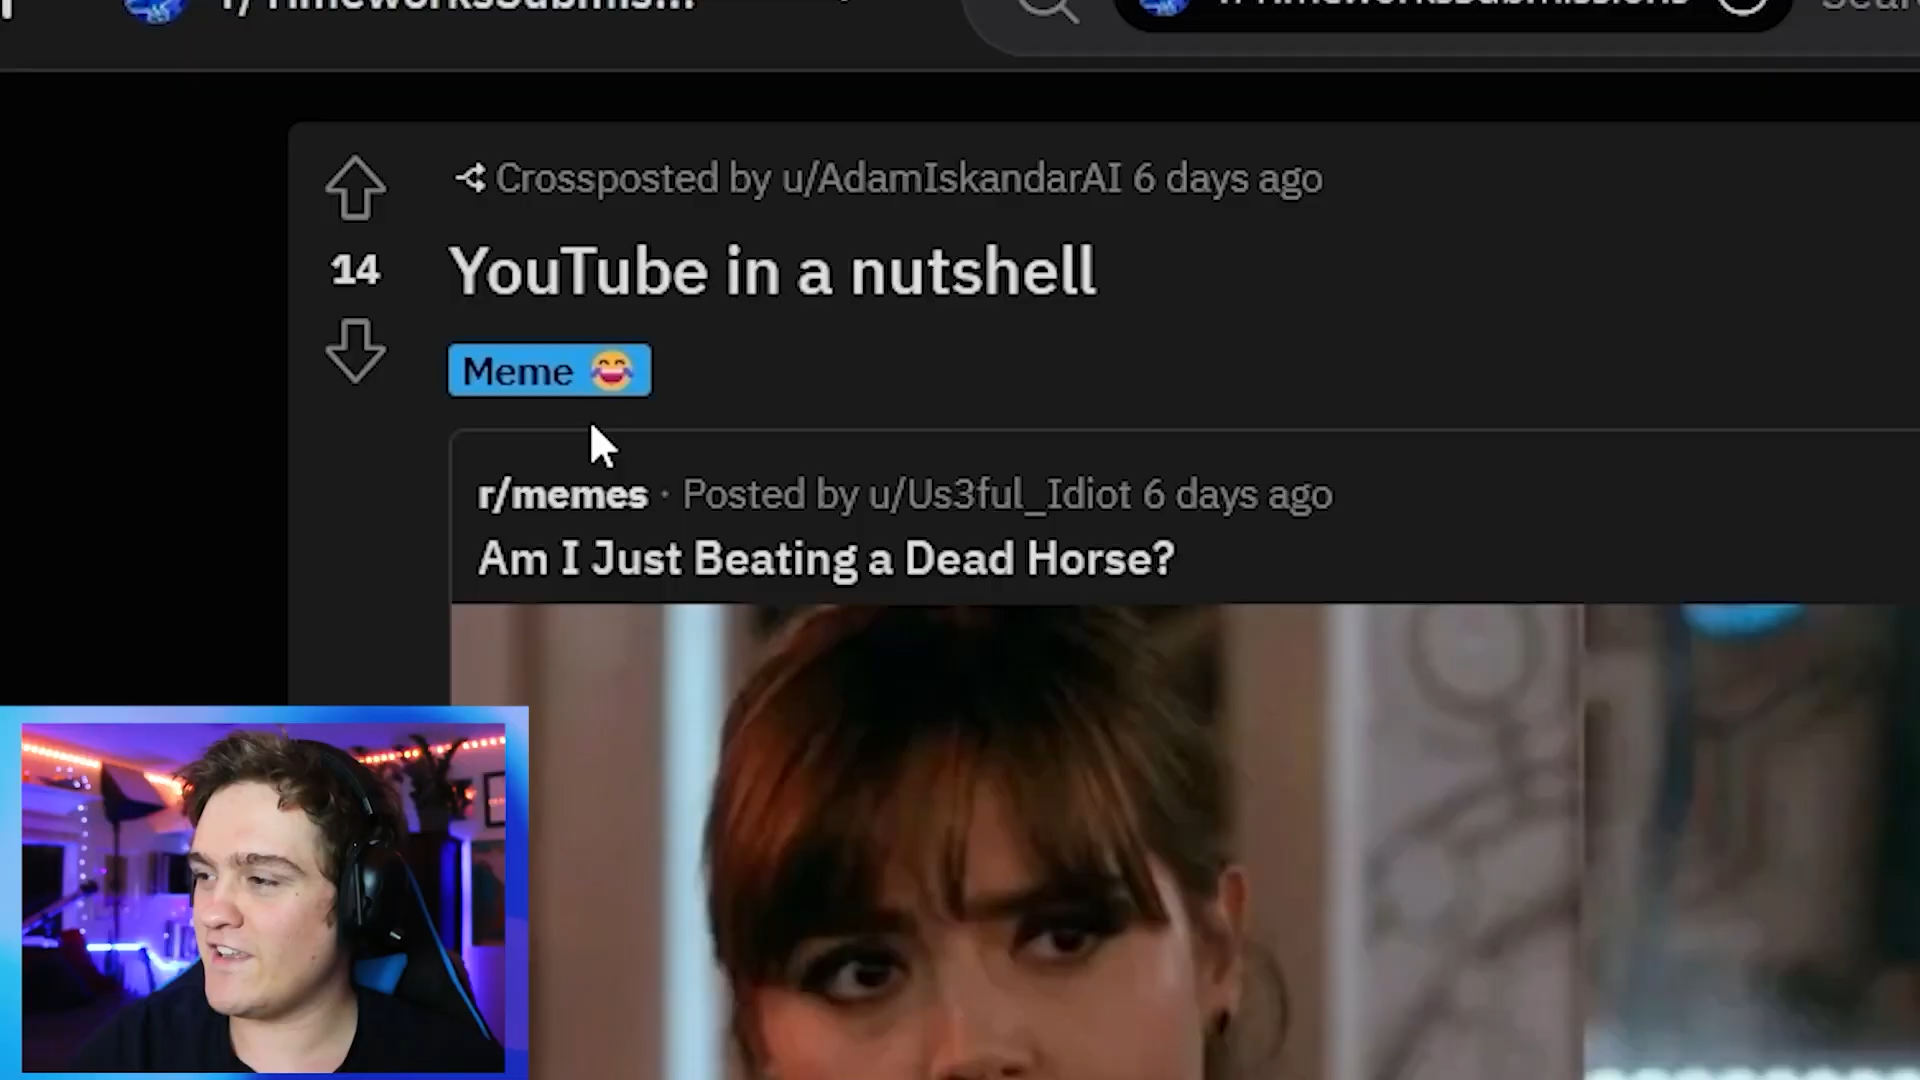 Crossposted by u/AdamIskandarAI 6 days ago
14
YouTube in a nutshell
Meme 😂
r/memes · Posted by u/Us3ful_Idiot 6 days ago
Am I Just Beating a Dead Horse?